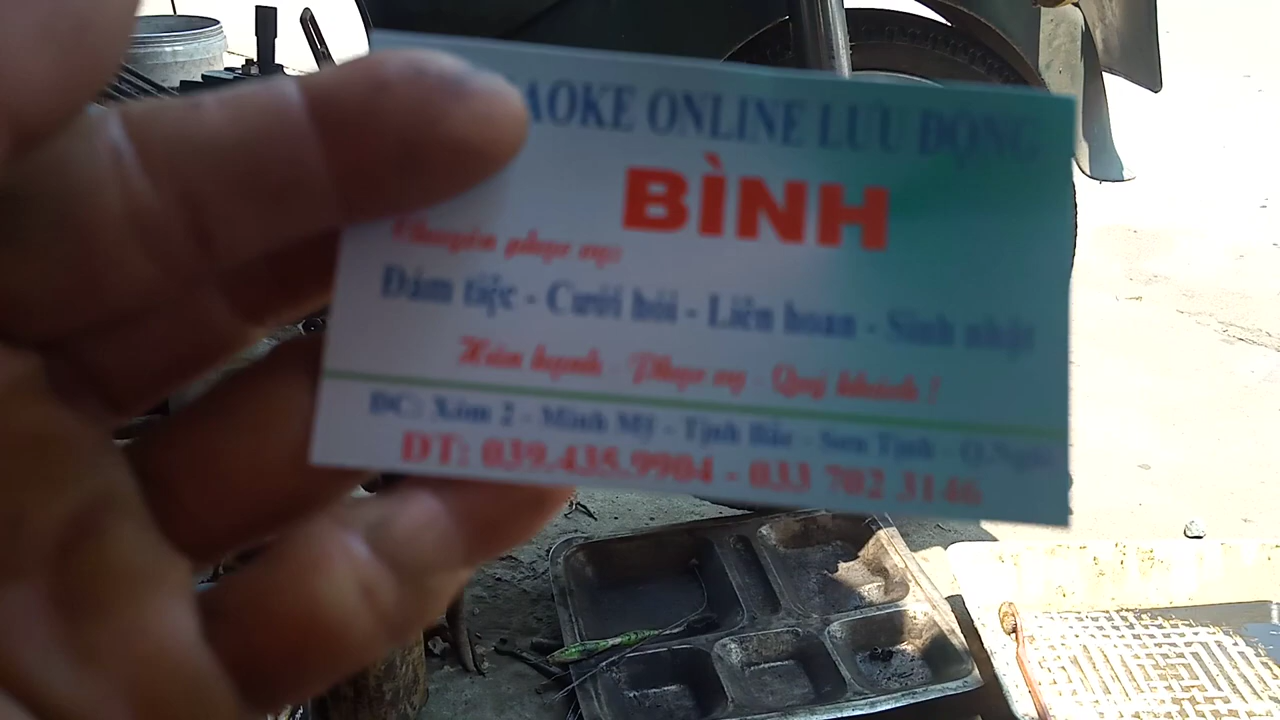 AOKE ONLINE LƯU ĐỘNG
BÌNH
Chuyên phục vụ:
Đám tiệc - Cưới hỏi - Liên hoan - Sinh nhật
Hân hạnh - Phục vụ - Quý khách !
ĐC: Xóm 2 - Minh Mỹ - Tịnh Bắc - Sơn Tịnh - Q.Ngãi
ĐT: 039.435.9904 - 033 702 3146